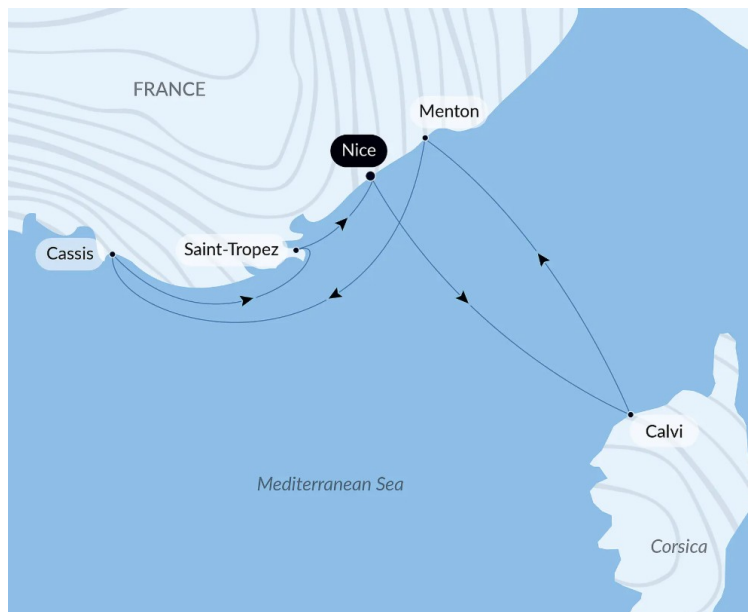 FRANCE
Menton
Nice
Saint-Tropez
Cassis
Calvi
Mediterranean Sea
Corsica